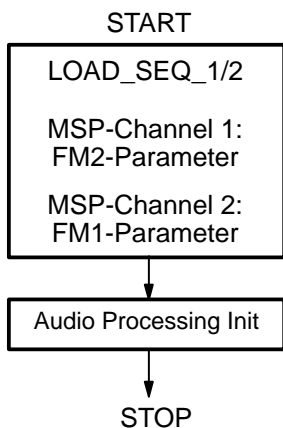 START
LOAD_SEQ_1/2
MSP-Channel 1:
FM2-Parameter
MSP-Channel 2:
FM1-Parameter
Audio Processing Init
STOP